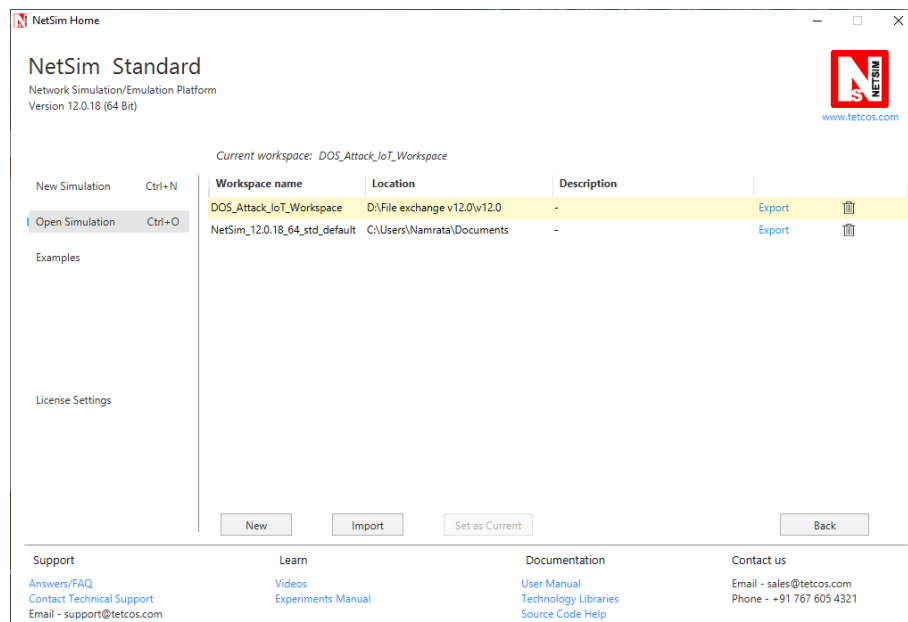 NetSim Home
NetSim Standard
Network Simulation/Emulation Platform
Version 12.0.18 (64 Bit)
N
S
NETSIM
www.tetcos.com
Current workspace: DOS_Attack_IoT_Workspace
New Simulation Ctrl+N
Open Simulation Ctrl+O
Examples
License Settings
Workspace name Location Description
DOS_Attack_IoT_Workspace D:\File exchange v12.0\v12.0 - Export
NetSim_12.0.18_64_std_default C:\Users\Namrata\Documents - Export
New Import Set as Current Back
Support Learn Documentation Contact us
Answers/FAQ Videos User Manual Email - sales@tetcos.com
Contact Technical Support Experiments Manual Technology Libraries Phone - +91 767 605 4321
Email - support@tetcos.com Source Code Help